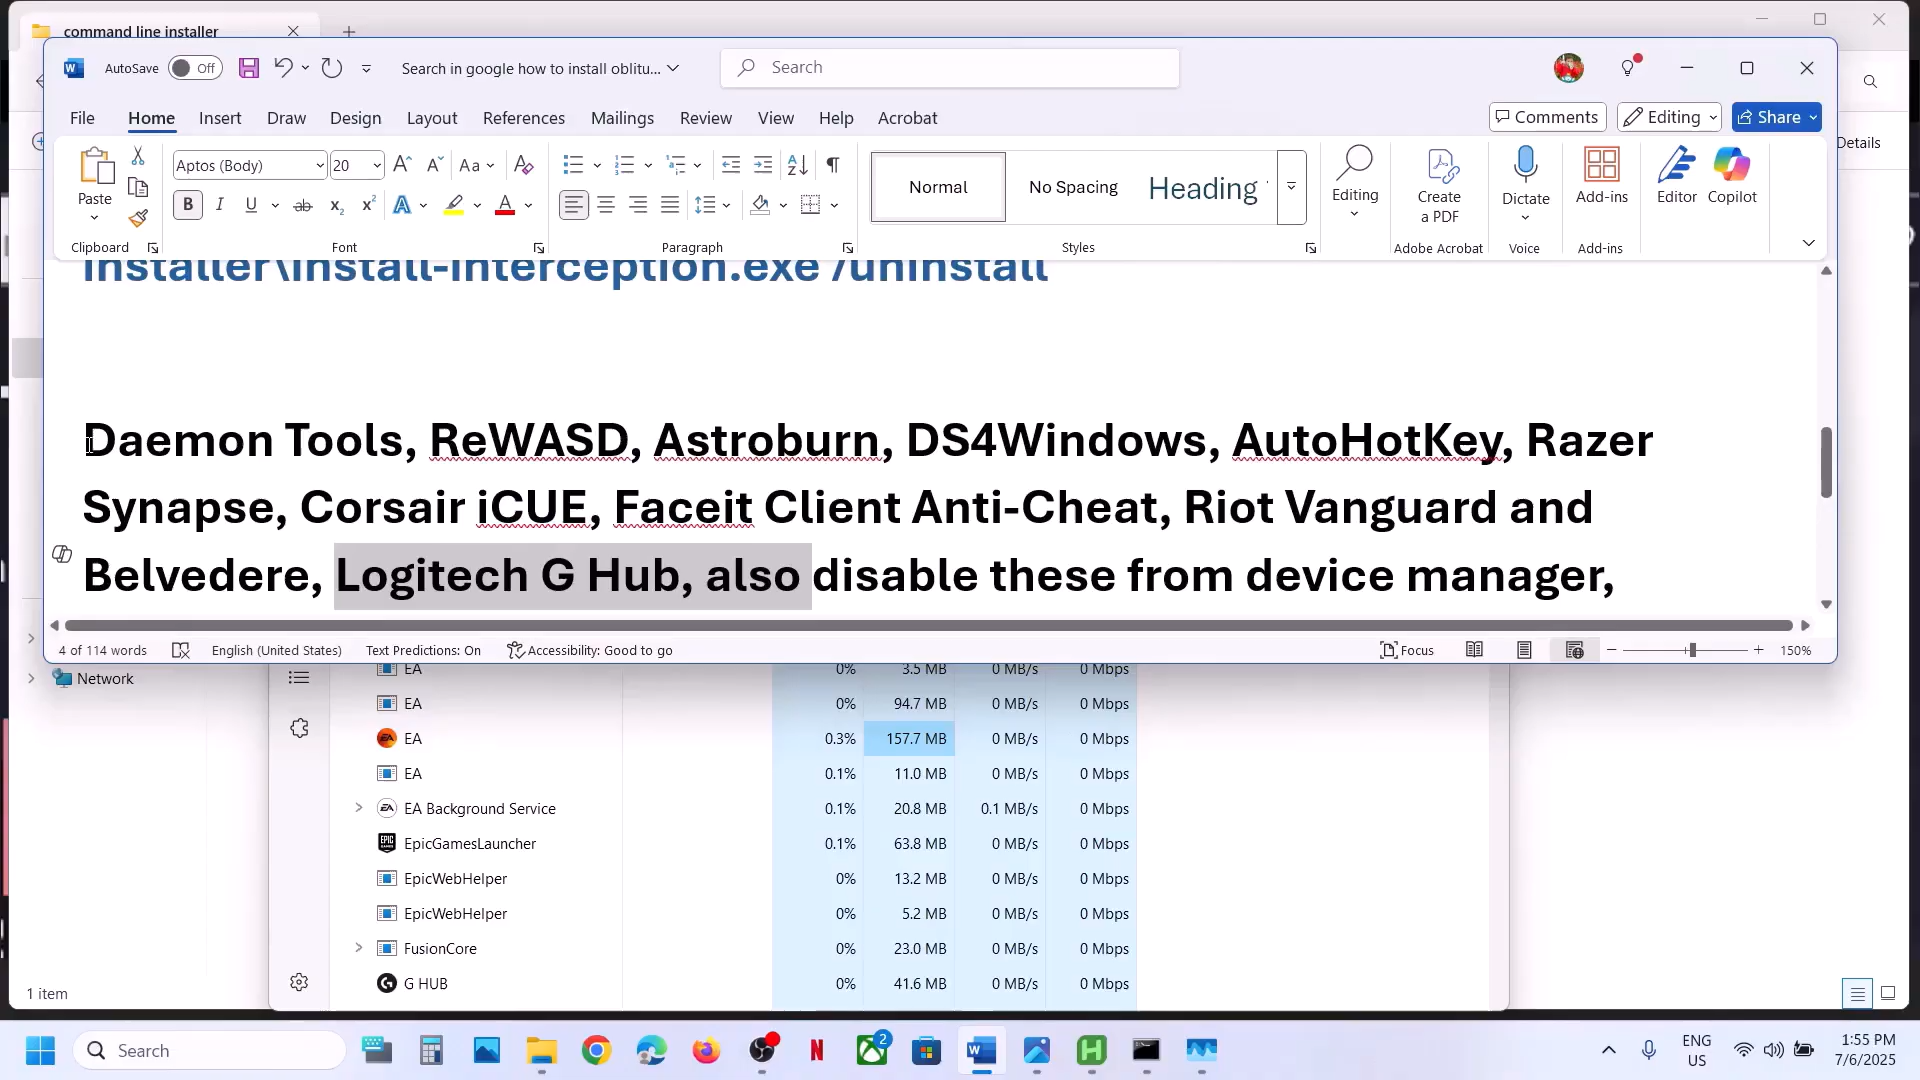 command line installer
AutoSave Off Search in google how to install oblitu... Search
File Home Insert Draw Design Layout References Mailings Review View Help Acrobat Comments Editing Share
Details
Paste Aptos (Body) 20 Aa Normal No Spacing Heading Editing Create a PDF Dictate Add-ins Editor Copilot
Clipboard Font Paragraph Styles Adobe Acrobat Voice Add-ins
installer\install-interception.exe /uninstall
Daemon Tools, ReWASD, Astroburn, DS4Windows, AutoHotKey, Razer
Synapse, Corsair iCUE, Faceit Client Anti-Cheat, Riot Vanguard and
Belvedere, Logitech G Hub, also disable these from device manager,
4 of 114 words English (United States) Text Predictions: On Accessibility: Good to go Focus 150%
Network
EA 0% 3.5 MB 0 MB/s 0 Mbps
EA 0% 94.7 MB 0 MB/s 0 Mbps
EA 0.3% 157.7 MB 0 MB/s 0 Mbps
EA 0.1% 11.0 MB 0 MB/s 0 Mbps
EA Background Service 0.1% 20.8 MB 0.1 MB/s 0 Mbps
EpicGamesLauncher 0.1% 63.8 MB 0 MB/s 0 Mbps
EpicWebHelper 0% 13.2 MB 0 MB/s 0 Mbps
EpicWebHelper 0% 5.2 MB 0 MB/s 0 Mbps
FusionCore 0% 23.0 MB 0 MB/s 0 Mbps
G HUB 0% 41.6 MB 0 MB/s 0 Mbps
1 item
Search 2 ENG US 1:55 PM 7/6/2025